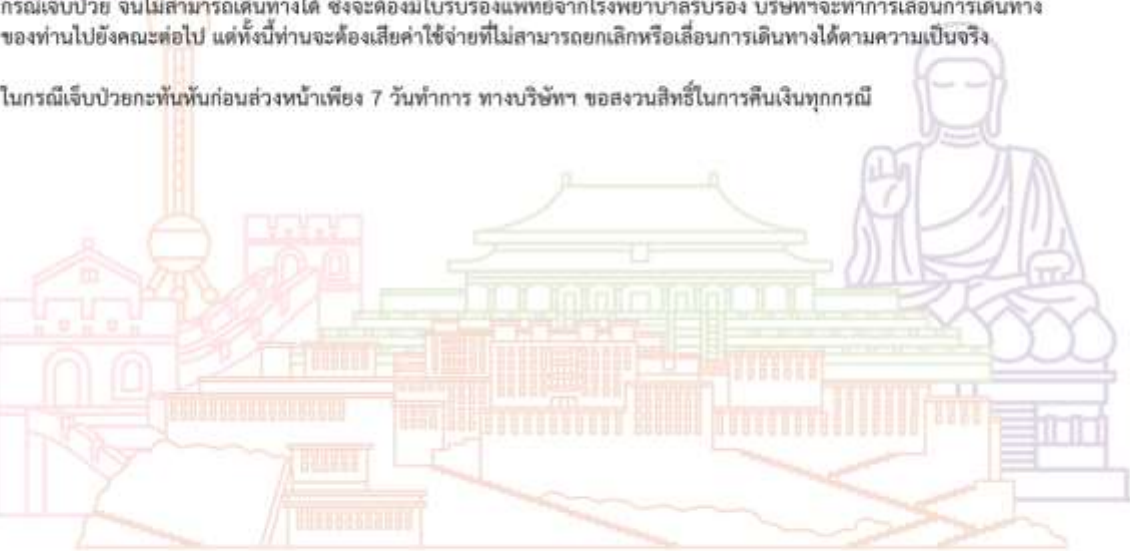 กรณีเจ็บป่วย จนไม่สามารถเดินทางได้ ซึ่งจะต้องมีใบรับรองแพทย์จากโรงพยาบาลรับรอง บริษัทฯจะทำการเลื่อนการเดินทาง
ของท่านไปยังคณะต่อไป แต่ทั้งนี้ท่านจะต้องเสียค่าใช้จ่ายที่ไม่สามารถยกเลิกหรือเลื่อนการเดินทางได้ตามความเป็นจริง
ในกรณีเจ็บป่วยกะทันหันก่อนล่วงหน้าเพียง 7 วันทำการ ทางบริษัทฯ ขอสงวนสิทธิ์ในการคืนเงินทุกกรณี